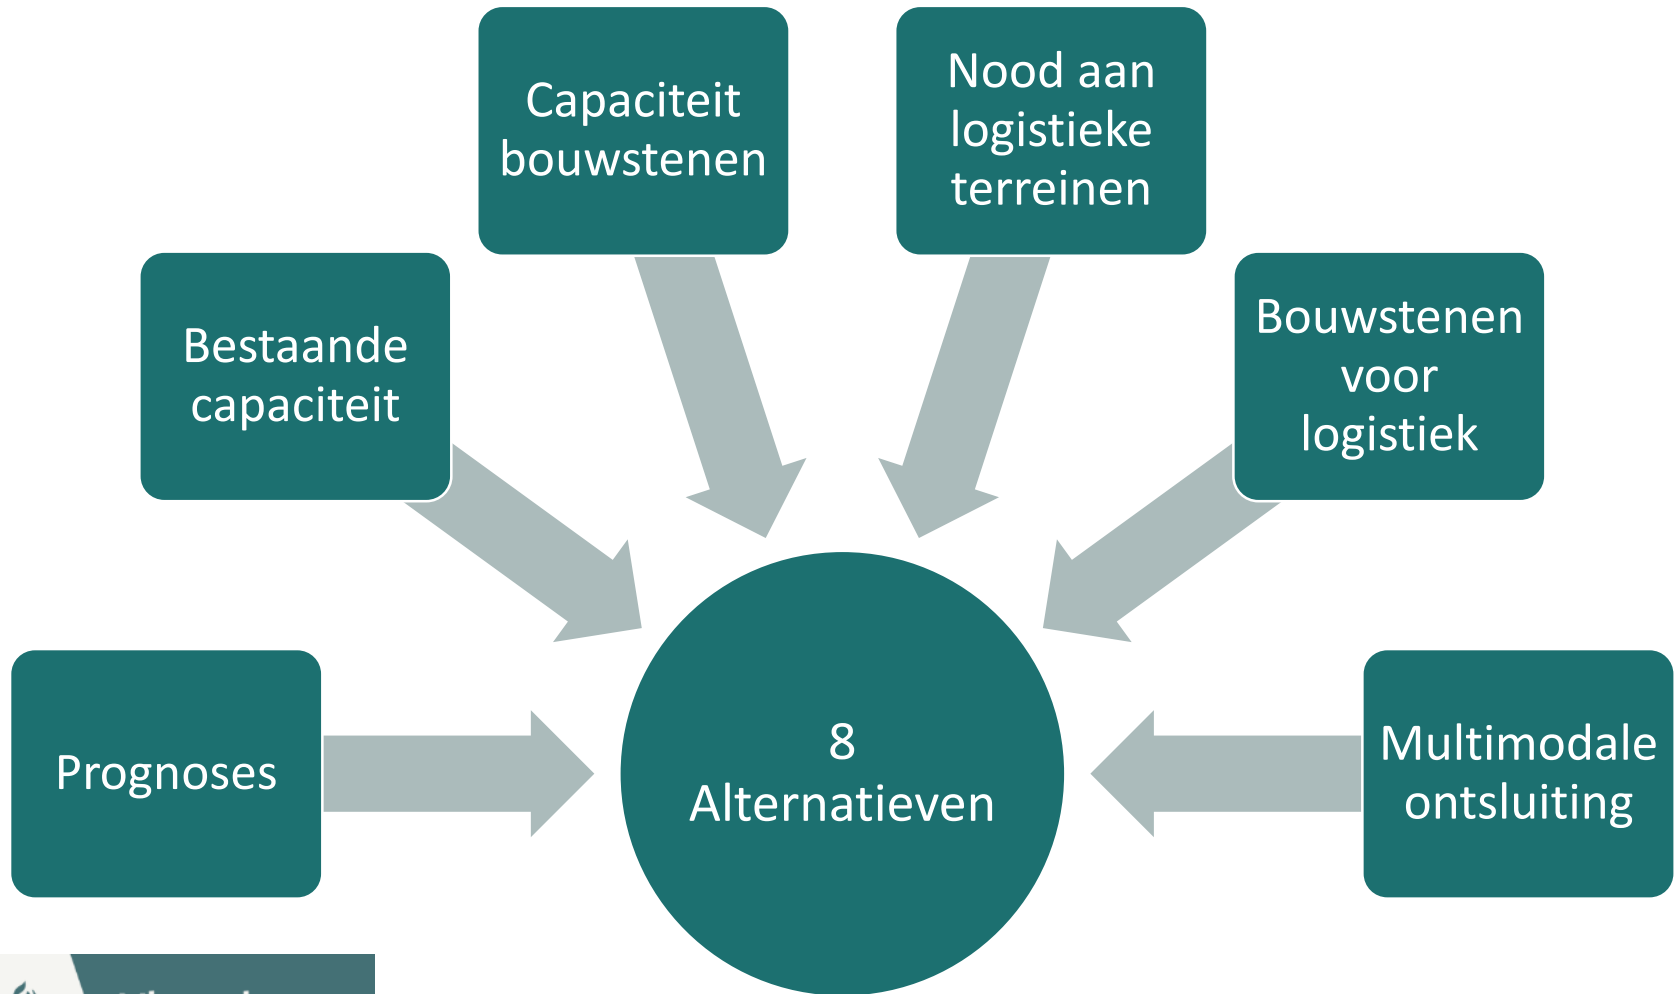 Capaciteit
bouwstenen
Nood aan
logistieke
terreinen
Bestaande
capaciteit
Bouwstenen
voor
logistiek
Prognoses
8
Alternatieven
Multimodale
ontsluiting